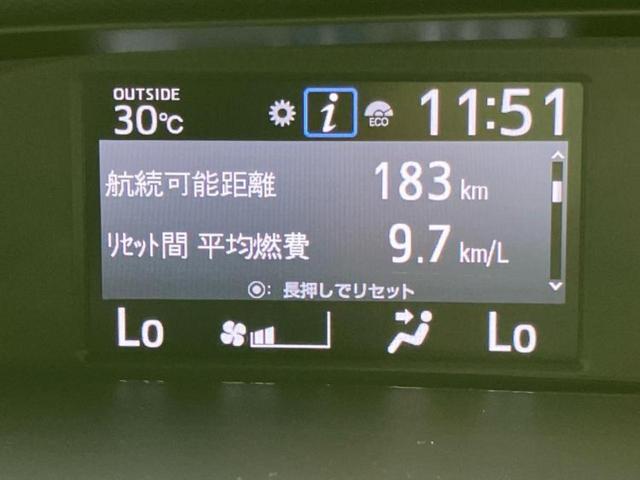 OUTSIDE
30℃
i ECO 11:51
航続可能距離 183 km
ﾘｾｯﾄ間 平均燃費 9.7 km/L
◉: 長押しでリセット
Lo Lo